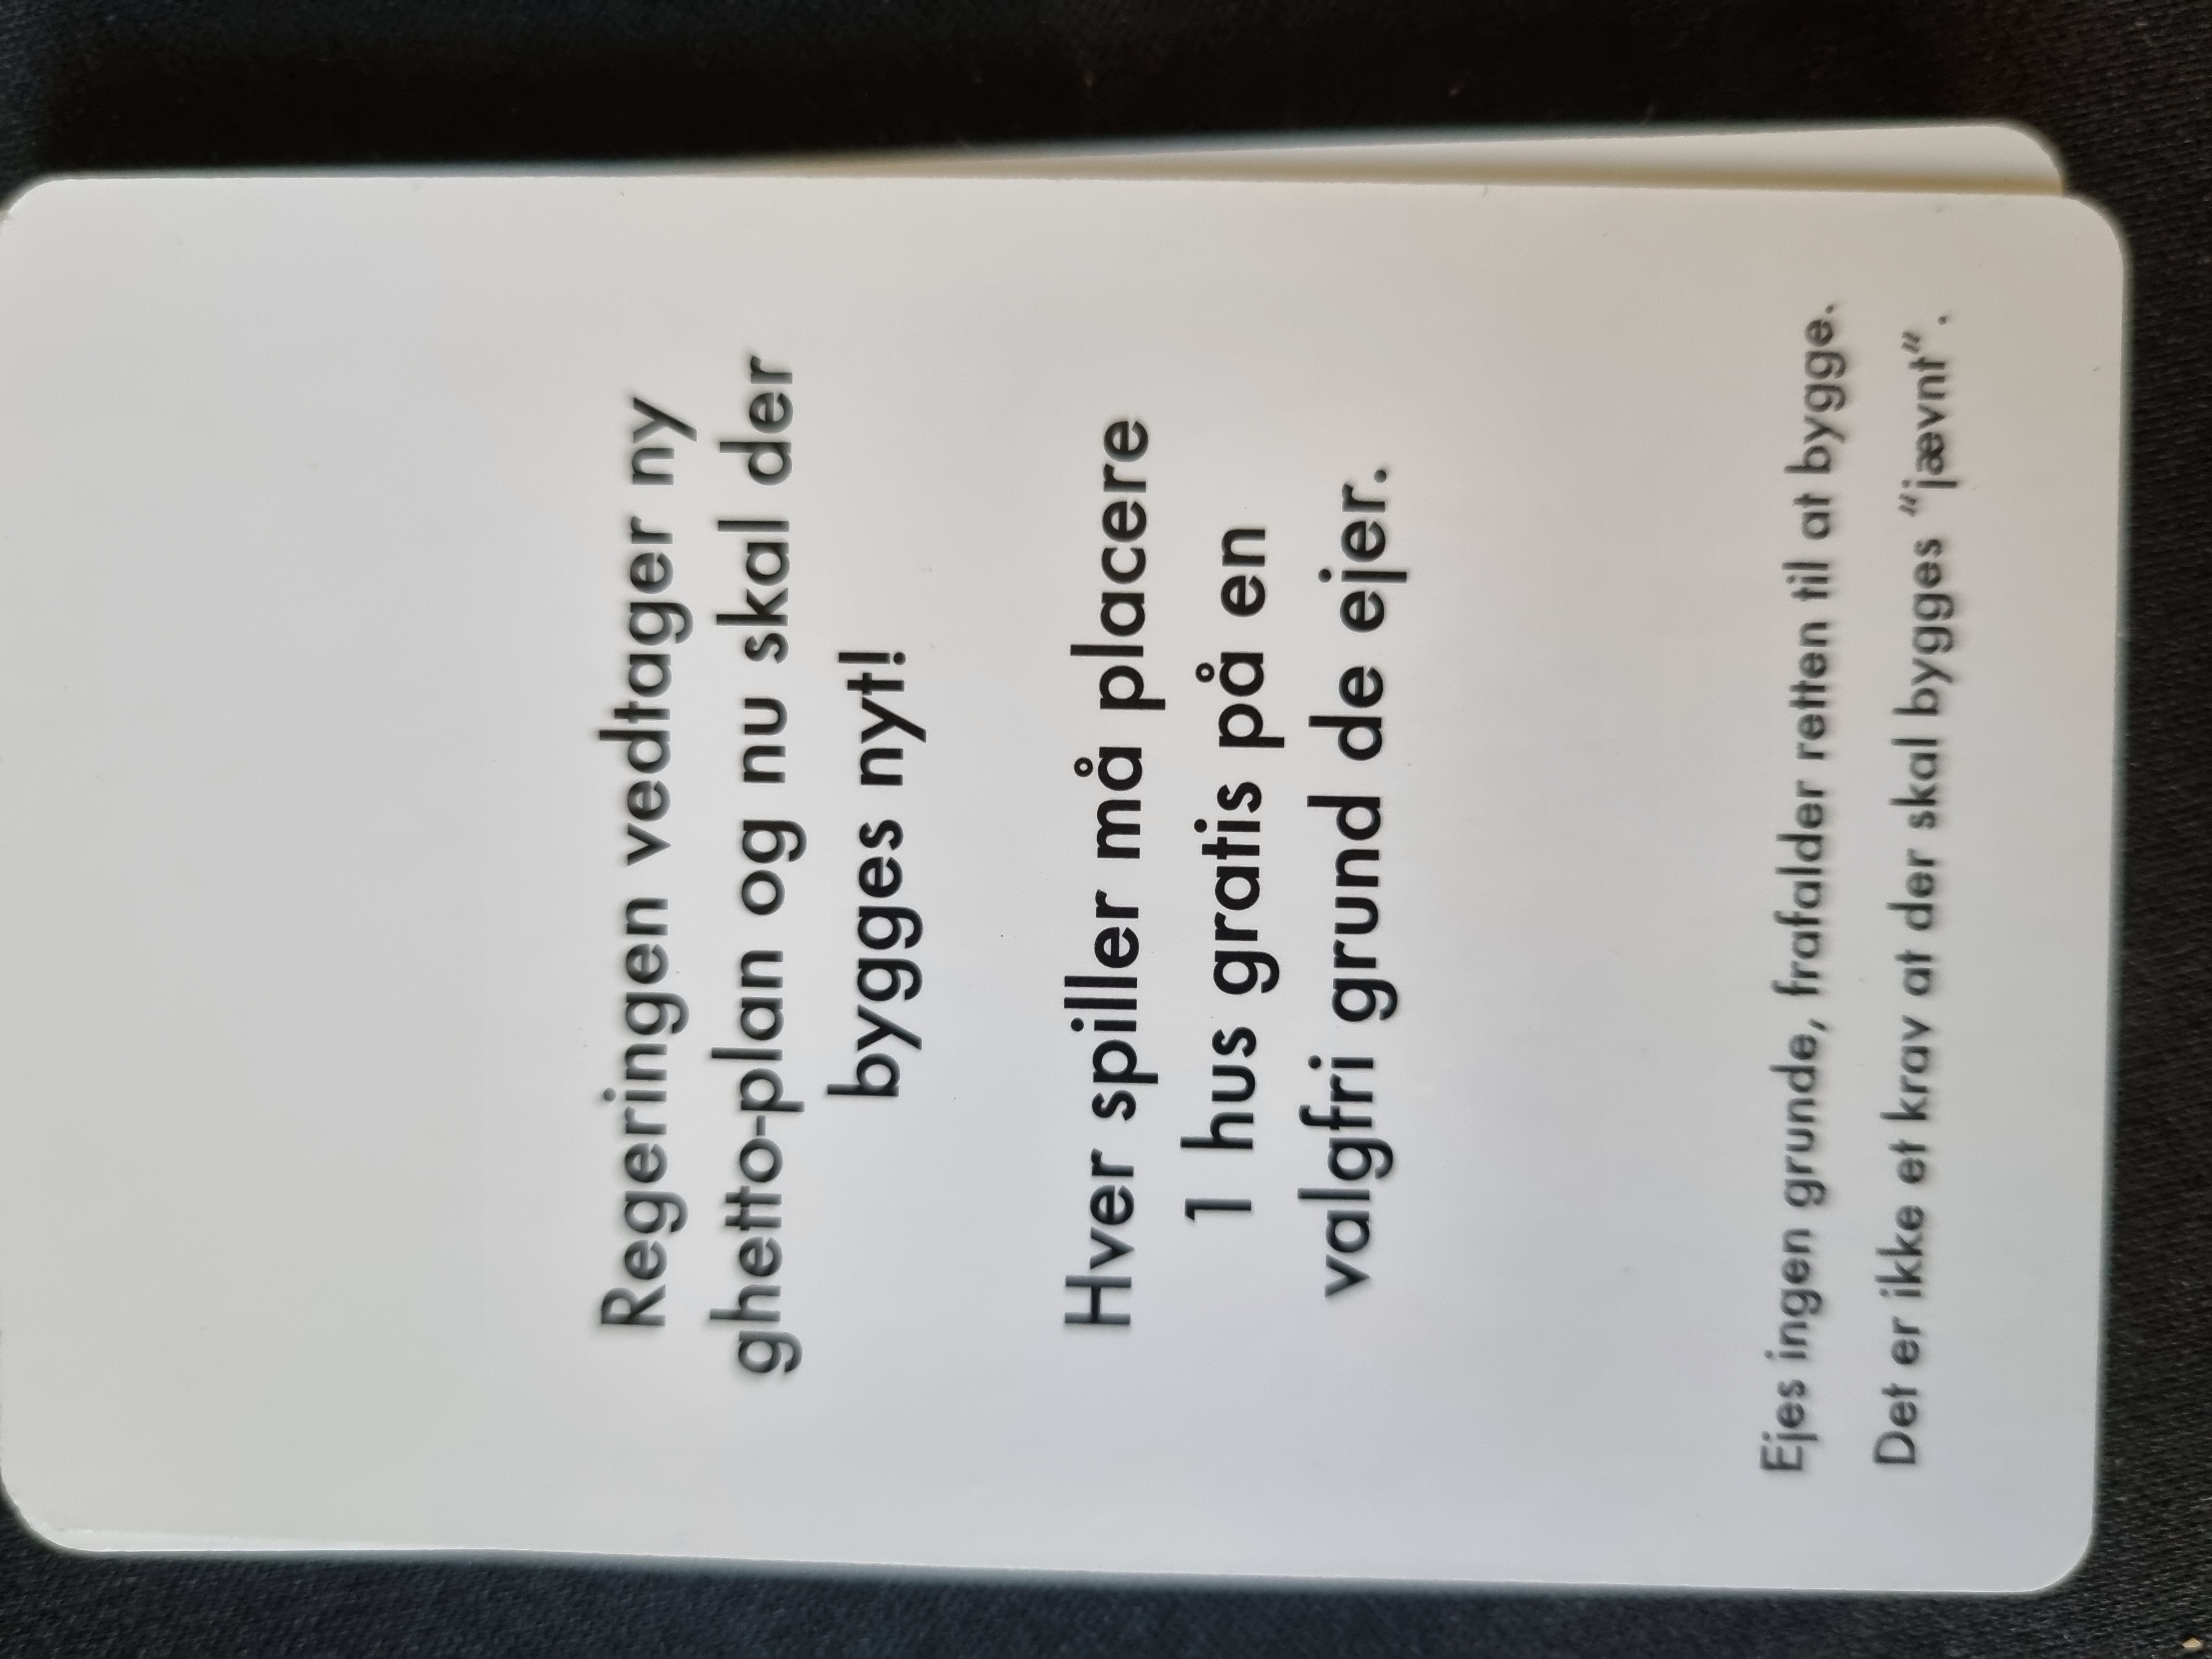 Regeringen vedtager ny
ghetto-plan og nu skal der
bygges nyt!
Hver spiller må placere
1 hus gratis på en
valgfri grund de ejer.
Ejes ingen grunde, frafalder retten til at bygge.
Det er ikke et krav at der skal bygges “jævnt”.